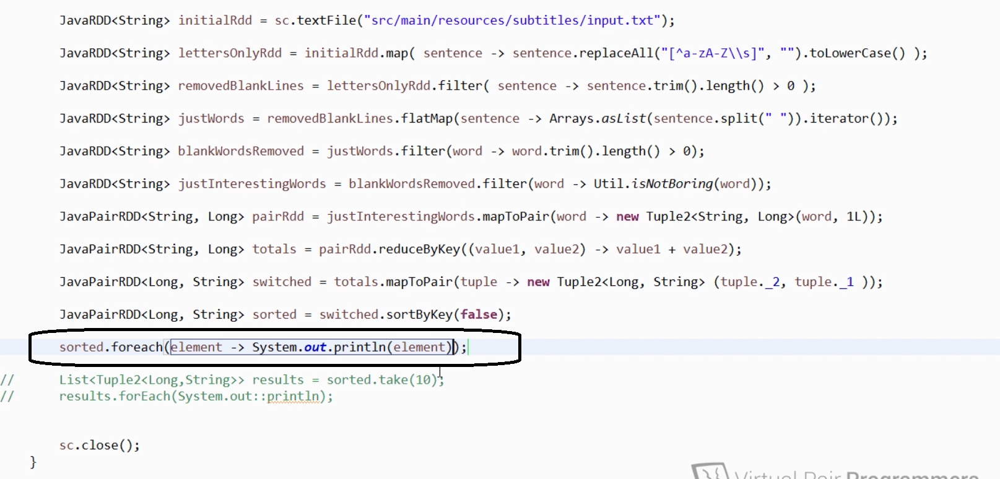 JavaRDD<String> initialRdd = sc.textFile("src/main/resources/subtitles/input.txt");
JavaRDD<String> lettersOnlyRdd = initialRdd.map( sentence -> sentence.replaceAll("[^a-zA-Z\\s]", "").toLowerCase() );
JavaRDD<String> removedBlankLines = lettersOnlyRdd.filter( sentence -> sentence.trim().length() > 0 );
JavaRDD<String> justWords = removedBlankLines.flatMap(sentence -> Arrays.asList(sentence.split(" ")).iterator());
JavaRDD<String> blankWordsRemoved = justWords.filter(word -> word.trim().length() > 0);
JavaRDD<String> justInterestingWords = blankWordsRemoved.filter(word -> Util.isNotBoring(word));
JavaPairRDD<String, Long> pairRdd = justInterestingWords.mapToPair(word -> new Tuple2<String, Long>(word, 1L));
JavaPairRDD<String, Long> totals = pairRdd.reduceByKey((value1, value2) -> value1 + value2);
JavaPairRDD<Long, String> switched = totals.mapToPair(tuple -> new Tuple2<Long, String> (tuple._2, tuple._1 ));
JavaPairRDD<Long, String> sorted = switched.sortByKey(false);
sorted.foreach(element -> System.out.println(element));
// List<Tuple2<Long,String>> results = sorted.take(10);
// results.forEach(System.out::println);
sc.close();
}
Virtual Pair Programmers